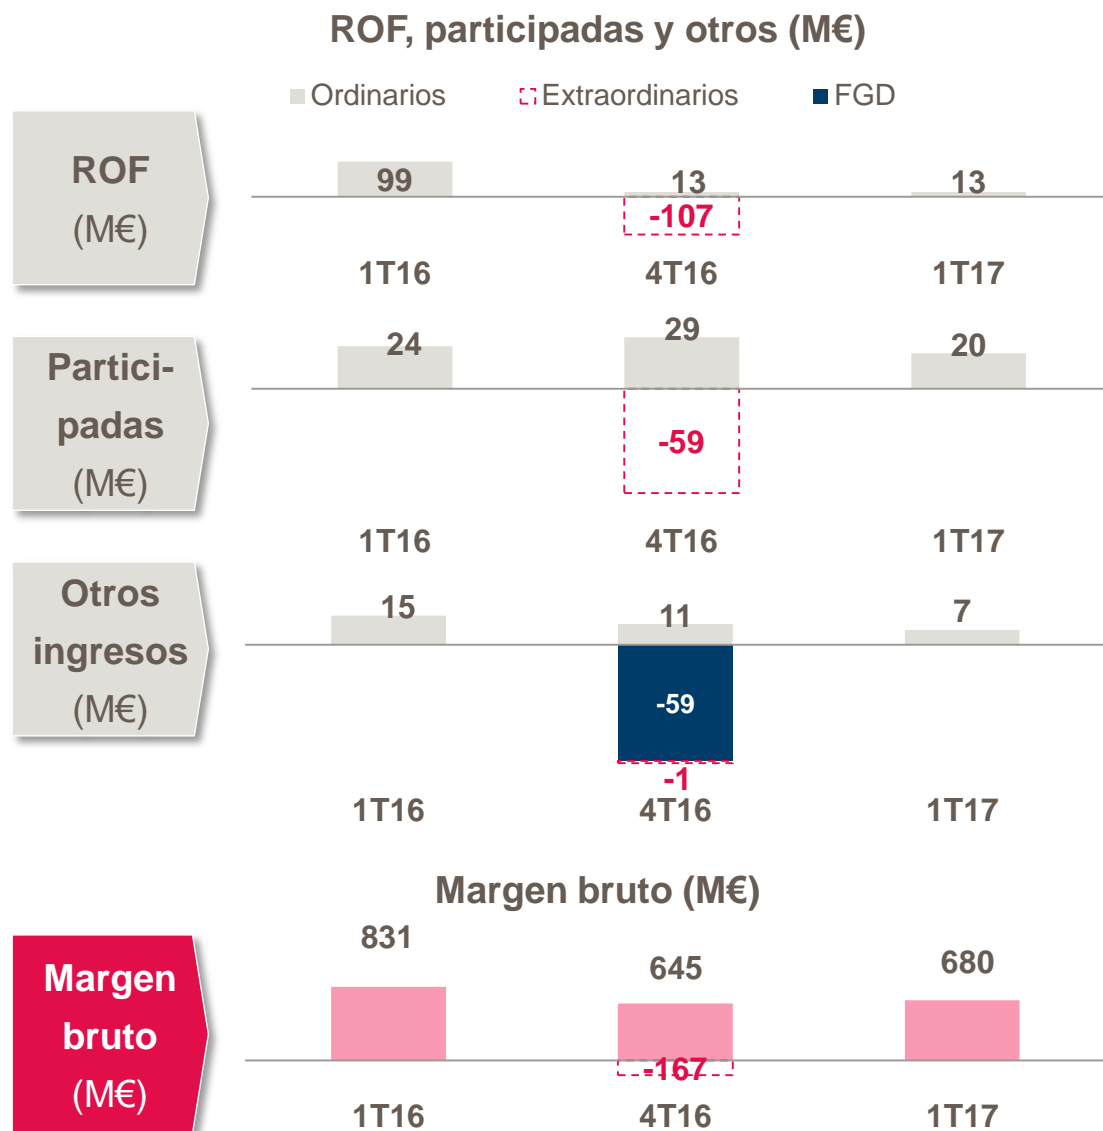 ROF, participadas y otros (M€)
Ordinarios Extraordinarios FGD
ROF
(M€)
99 13 13
-107
1T16 4T16 1T17
Partici-
padas
(M€)
24 29 20
-59
1T16 4T16 1T17
Otros
ingresos
(M€)
15 11 7
-59
-1
1T16 4T16 1T17
Margen bruto (M€)
Margen
bruto
(M€)
831 645 680
-167
1T16 4T16 1T17